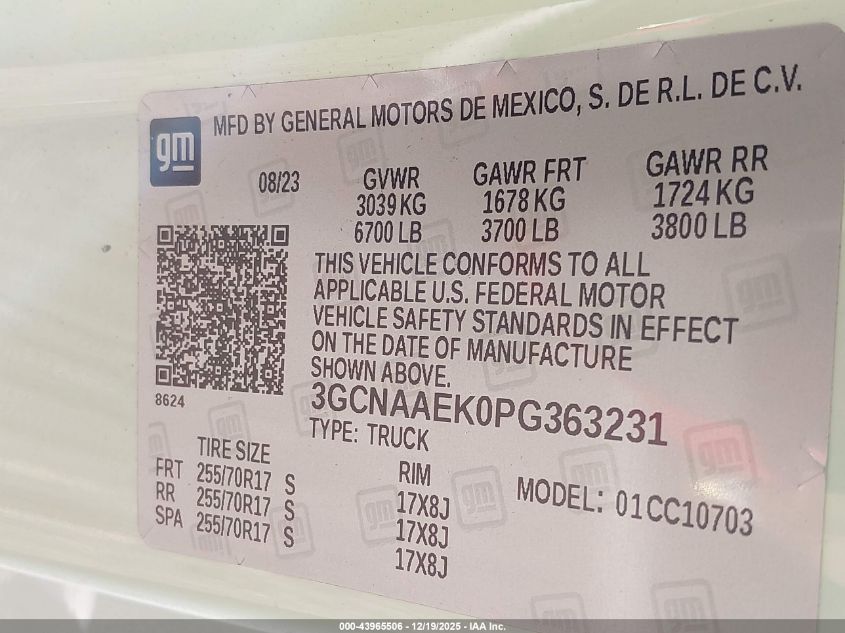 gm
MFD BY GENERAL MOTORS DE MEXICO, S. DE R.L. DE C.V.
08/23 GVWR GAWR FRT GAWR RR
3039 KG 1678 KG 1724 KG
6700 LB 3700 LB 3800 LB
THIS VEHICLE CONFORMS TO ALL
APPLICABLE U.S. FEDERAL MOTOR
VEHICLE SAFETY STANDARDS IN EFFECT
ON THE DATE OF MANUFACTURE
SHOWN ABOVE.
8624
3GCNAAEK0PG363231
TYPE: TRUCK
TIRE SIZE RIM
FRT 255/70R17 S 17X8J
RR 255/70R17 S 17X8J
SPA 255/70R17 S 17X8J
MODEL: 01CC10703
000-43965506 - 12/19/2025 - IAA Inc.